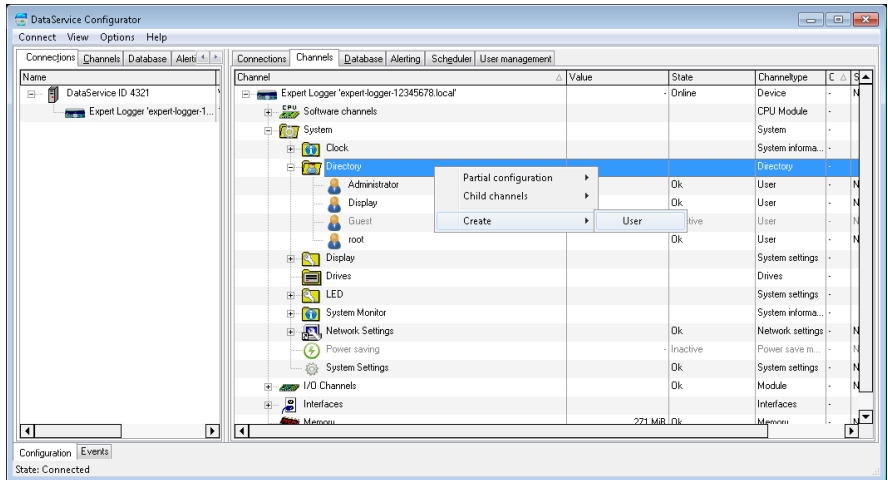 DataService Configurator
Connect View Options Help
Connections Channels Database Alerti
Connections Channels Database Alerting Scheduler User management
Name
Channel Value State Channeltype C S
DataService ID 4321
Expert Logger 'expert-logger-1...
Expert Logger 'expert-logger-12345678.local' - Online Device - N
CPU Software channels CPU Module -
System System -
Clock System informa... -
Directory Directory -
Administrator Ok User - N
Display Ok User - N
Guest tive User - N
root Ok User - N
Partial configuration
Child channels
Create User
Display System settings -
Drives Drives -
LED System settings -
System Monitor System informa... -
Network Settings Ok Network settings - N
Power saving - Inactive Power save m... - N
System Settings Ok System settings - N
I/O Channels Ok Module - N
Interfaces Interfaces -
Memory 271 MiB Ok Memory - N
Configuration Events
State: Connected